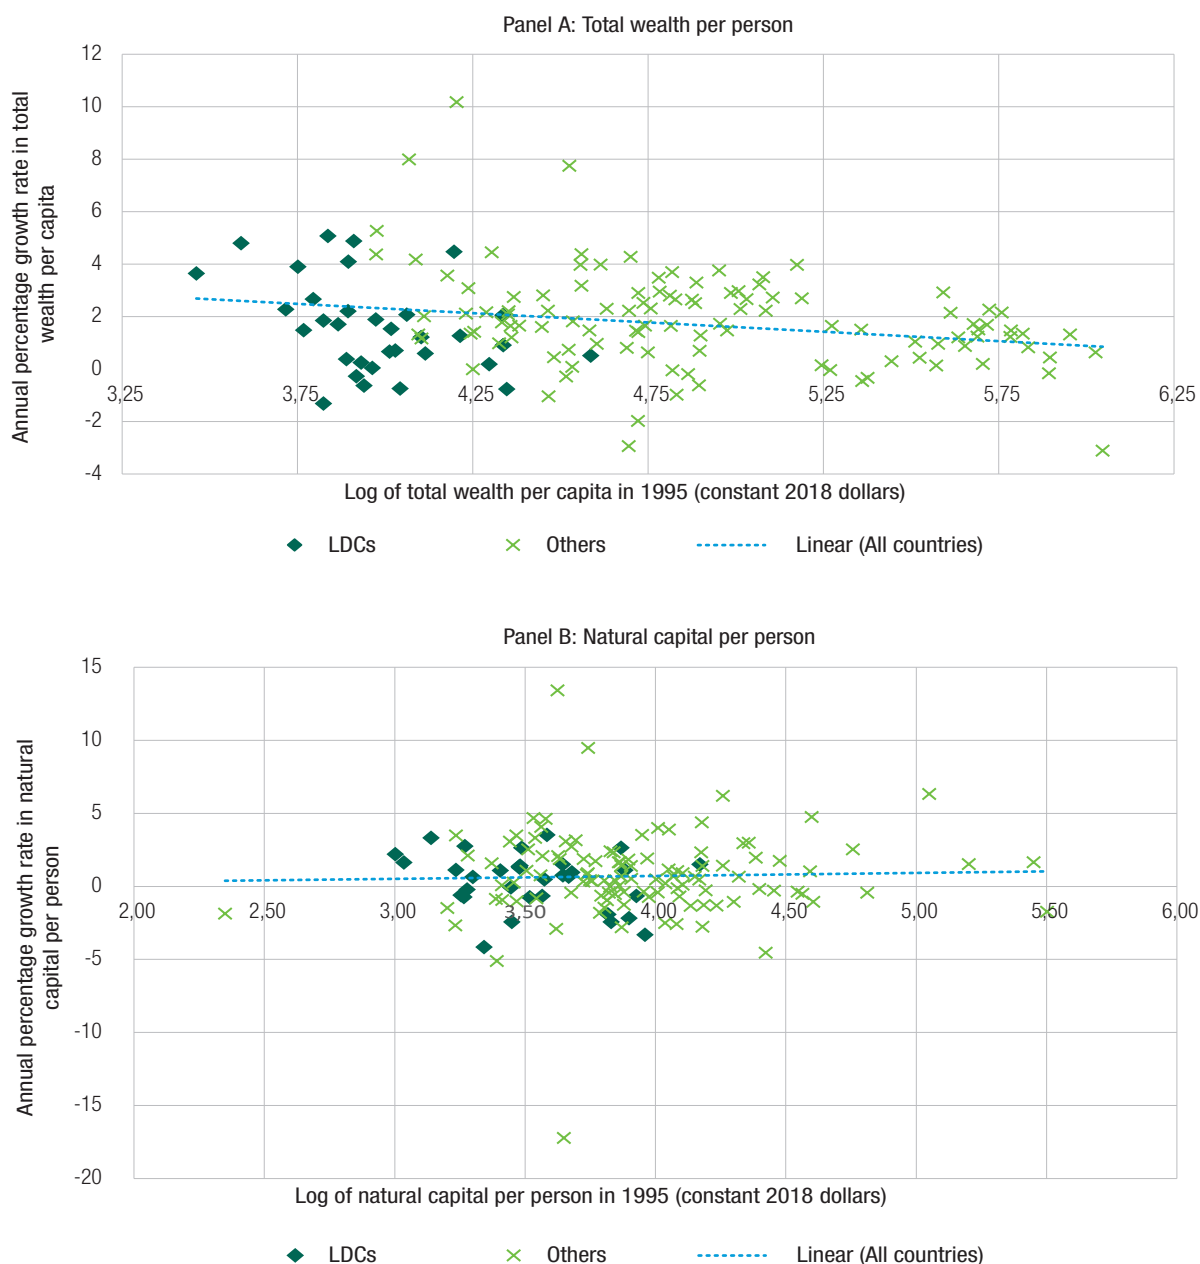 Panel A: Total wealth per person
Annual percentage growth rate in total
wealth per capita
12
10
8
6
4
2
0
-2
-4
3,25
3,75
4,25
4,75
5,25
5,75
6,25
Log of total wealth per capita in 1995 (constant 2018 dollars)
LDCs
Others
Linear (All countries)
Panel B: Natural capital per person
Annual percentage growth rate in natural
capital per person
15
10
5
0
-5
-10
-15
-20
2,00
2,50
3,00
3,50
4,00
4,50
5,00
5,50
6,00
Log of natural capital per person in 1995 (constant 2018 dollars)
LDCs
Others
Linear (All countries)